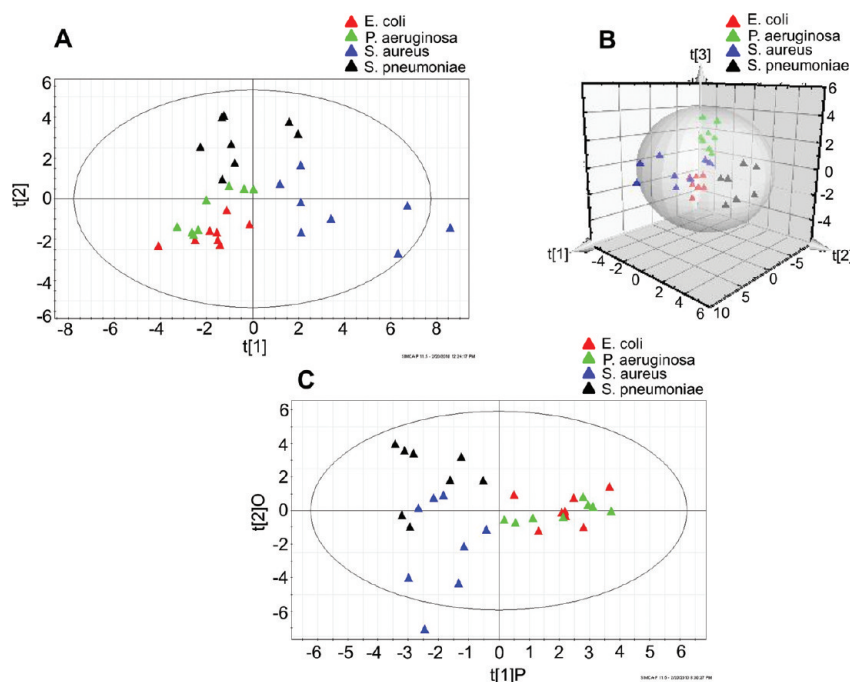 A
E. coli
P. aeruginosa
S. aureus
S. pneumoniae
6
4
2
0
-2
-4
-6
t[2]
-8 -6 -4 -2 0 2 4 6 8
t[1]
B
E. coli
P. aeruginosa
S. aureus
S. pneumoniae
t[3]
6
4
2
0
-2
-4
-6
t[1]
t[2]
-4
-2
0
2
4
6
10
5
0
-5
C
E. coli
P. aeruginosa
S. aureus
S. pneumoniae
6
4
2
0
-2
-4
-6
t[2]O
-6 -5 -4 -3 -2 -1 0 1 2 3 4 5 6
t[1]P